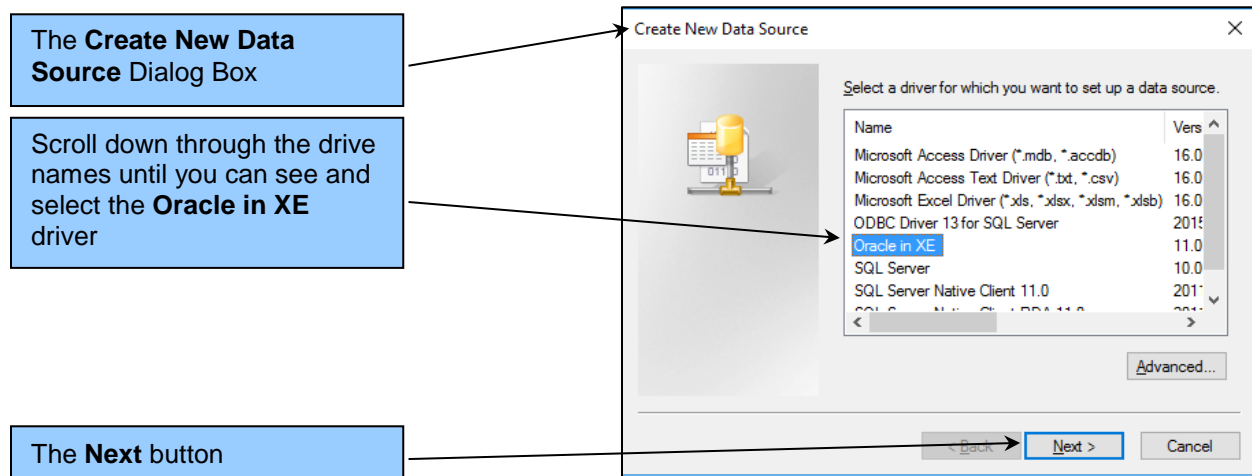 The Create New Data
Source Dialog Box
Scroll down through the drive
names until you can see and
select the Oracle in XE
driver
The Next button
Create New Data Source
Select a driver for which you want to set up a data source.
Name Vers
Microsoft Access Driver (*.mdb, *.accdb) 16.0
Microsoft Access Text Driver (*.txt, *.csv) 16.0
Microsoft Excel Driver (*.xls, *.xlsx, *.xlsm, *.xlsb) 16.0
ODBC Driver 13 for SQL Server 2015
Oracle in XE 11.0
SQL Server 10.0
SQL Server Native Client 11.0 201
Advanced...
< Back Next > Cancel